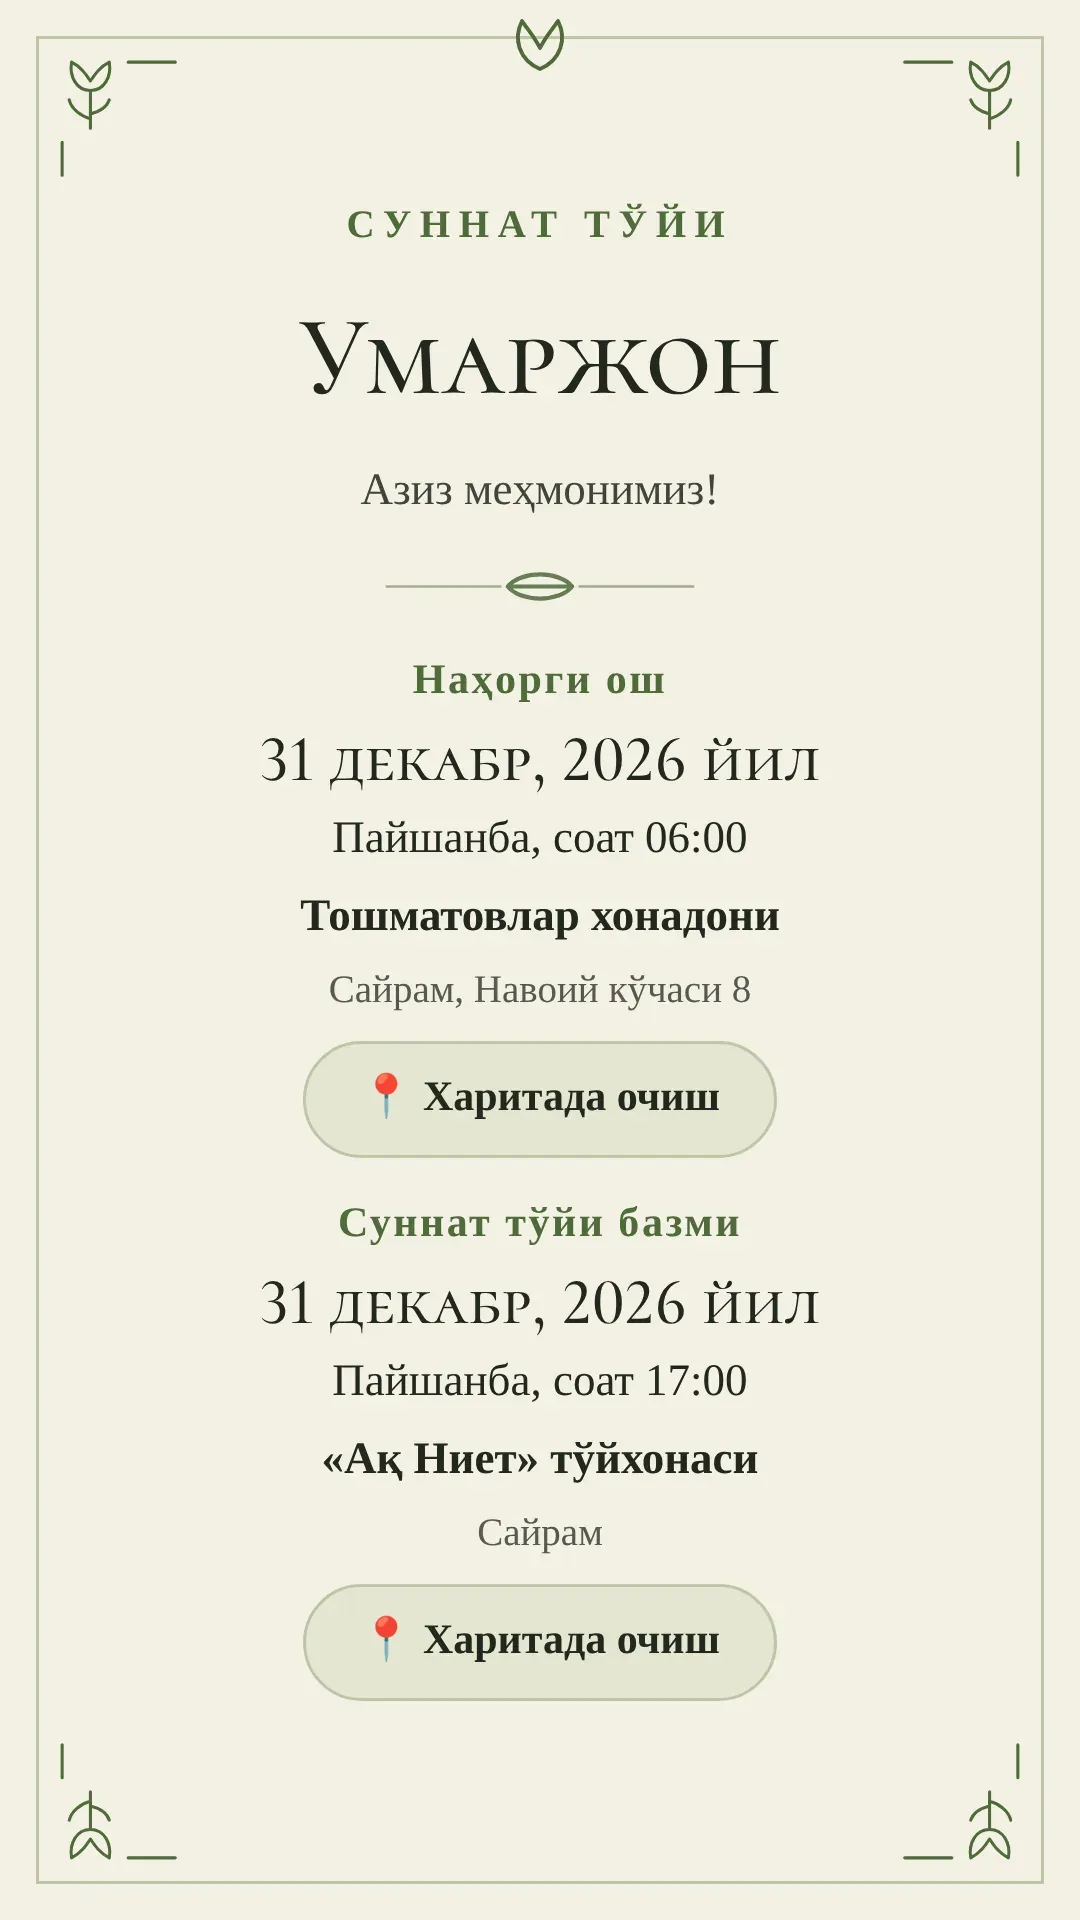 СУННАТ ТЎЙИ
Умаржон
Азиз меҳмонимиз!
Наҳорги ош
31 декабр, 2026 йил
Пайшанба, соат 06:00
Тошматовлар хонадони
Сайрам, Навоий кўчаси 8
📍 Харитада очиш
Суннат тўйи базми
31 декабр, 2026 йил
Пайшанба, соат 17:00
«Ақ Ниет» тўйхонаси
Сайрам
📍 Харитада очиш